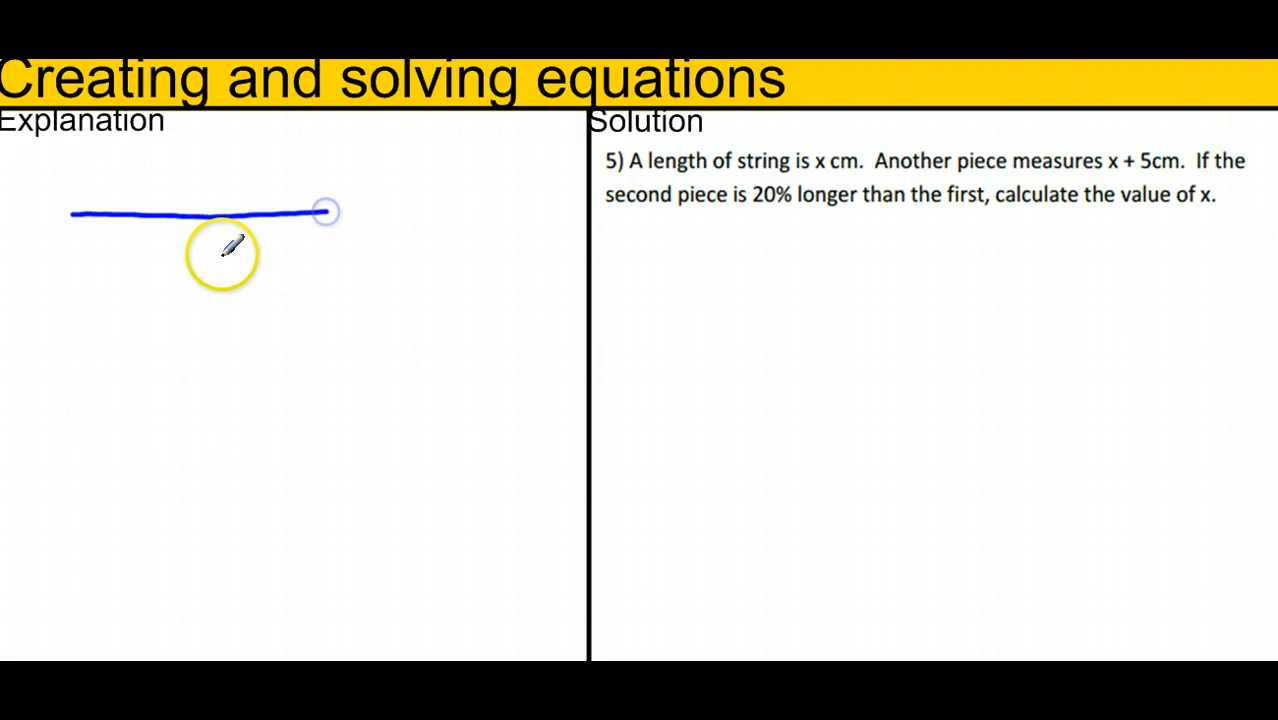 Creating and solving equations
Explanation
Solution
5) A length of string is x cm. Another piece measures x + 5cm. If the
second piece is 20% longer than the first, calculate the value of x.